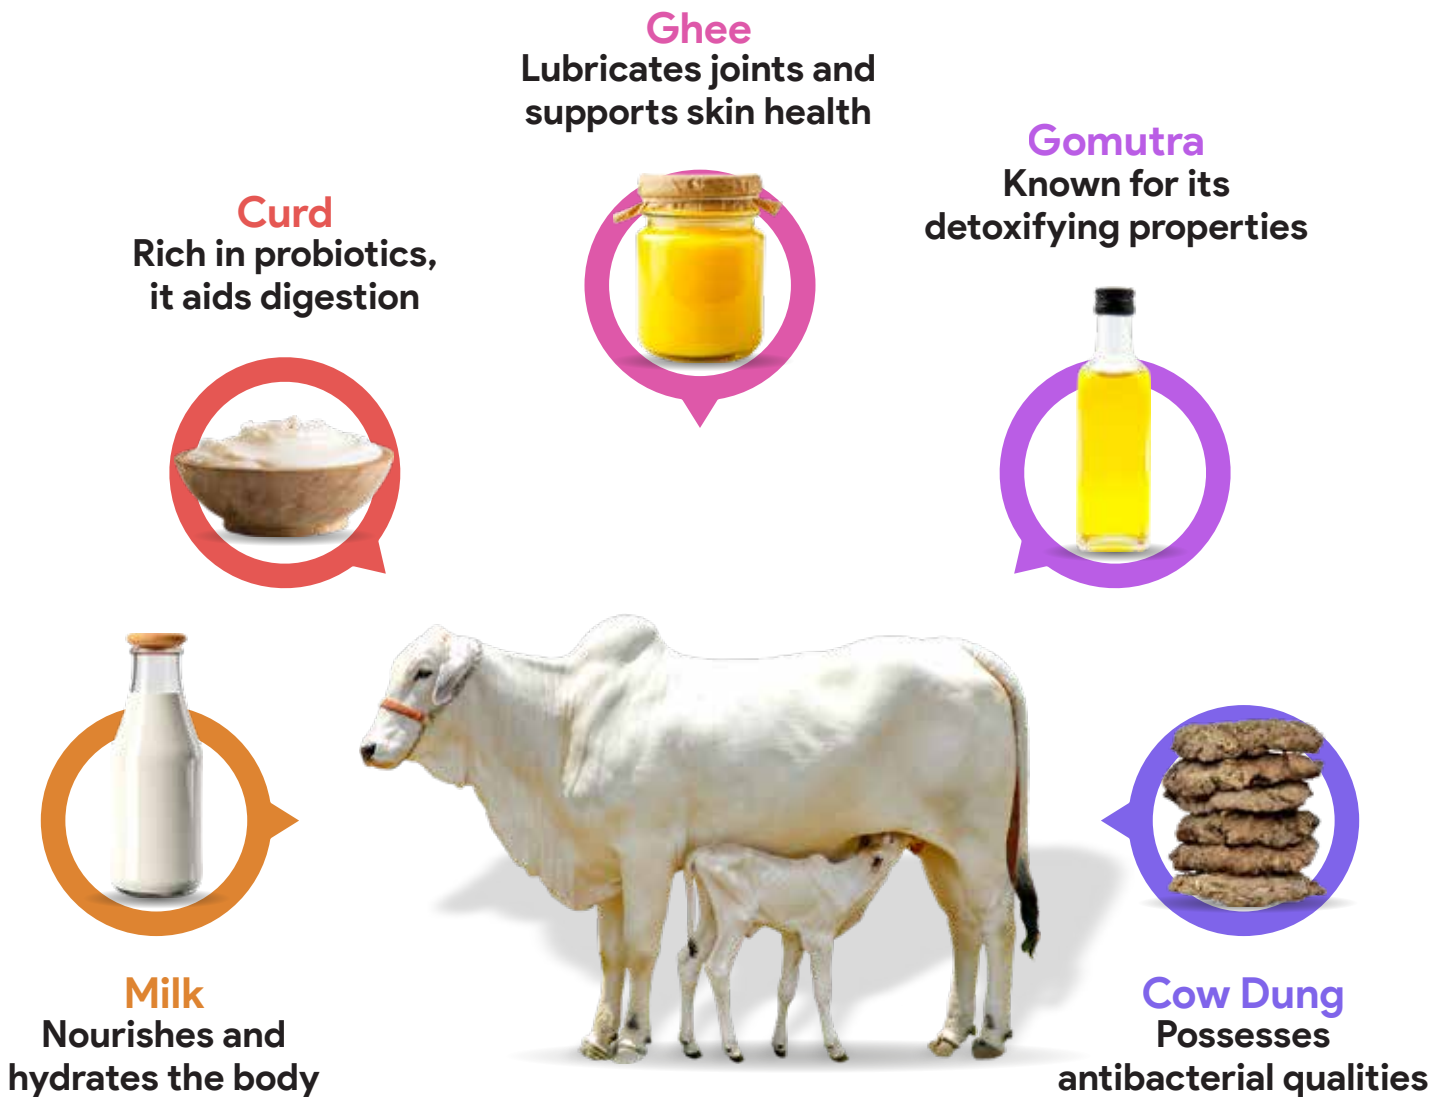 Ghee
Lubricates joints and
supports skin health
Gomutra
Known for its
detoxifying properties
Curd
Rich in probiotics,
it aids digestion
Milk
Nourishes and
hydrates the body
Cow Dung
Possesses
antibacterial qualities